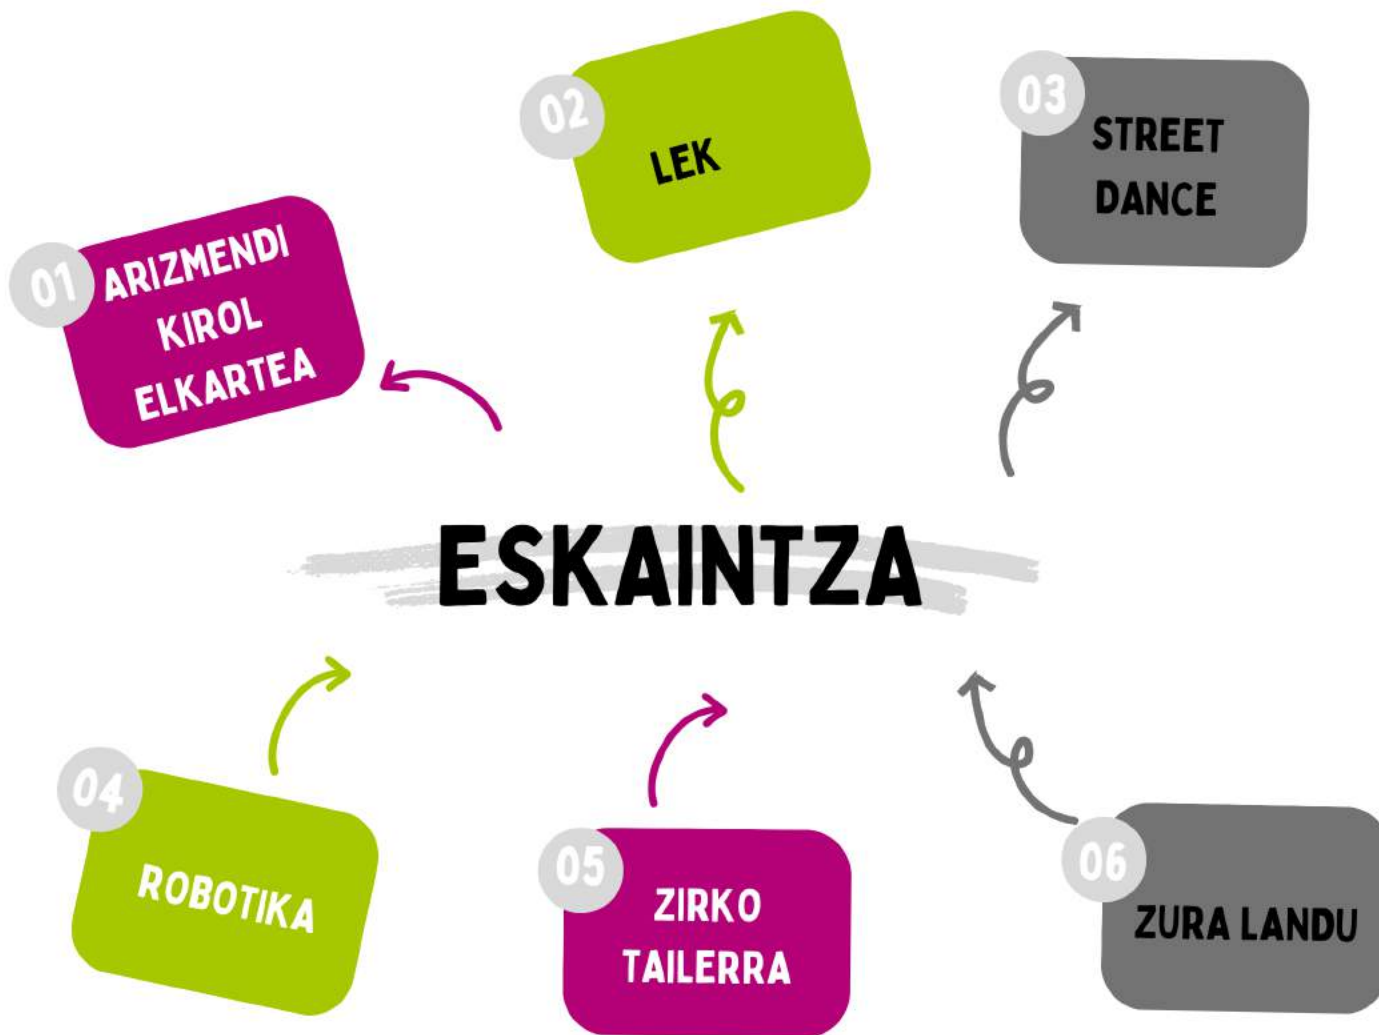 01
ARIZMENDI
KIROL
ELKARTEA
02
LEK
03
STREET
DANCE
ESKAINTZA
04
ROBOTIKA
05
ZIRKO
TAILERRA
06
ZURA LANDU